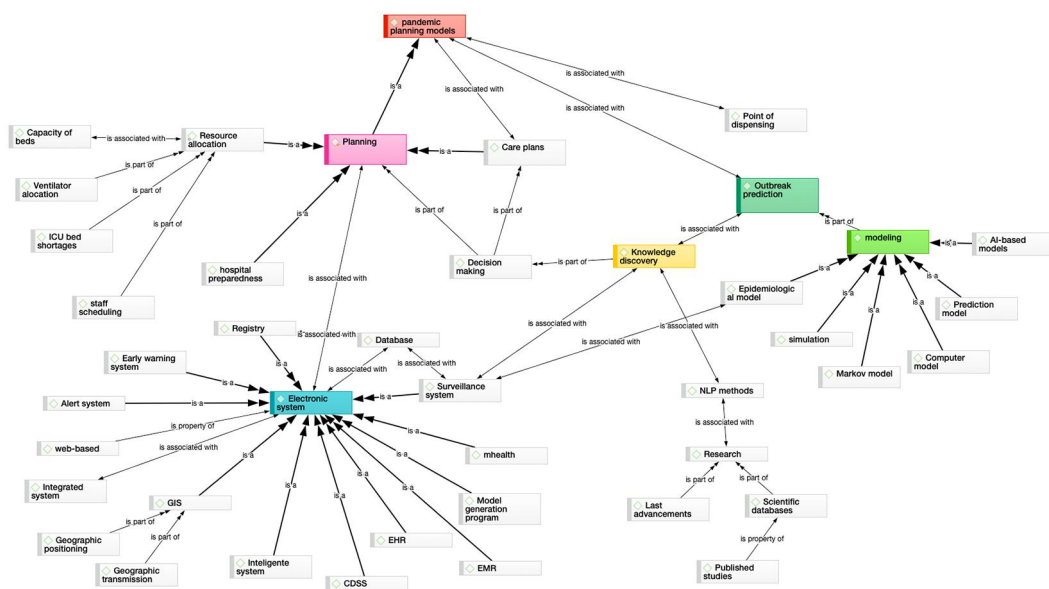 pandemic
planning models
is associated with
is a
is associated with
is associated with
Point of
dispensing
Capacity of
beds
is associated with
Resource
allocation
is a
Planning
is a
Care plans
Ventilator
alocation
is part of
is part of
is part of
ICU bed
shortages
staff
scheduling
is a
hospital
preparedness
is part of
is part of
Decision
making
is part of
Knowledge
discovery
is associated with
Outbreak
prediction
is part of
modeling
is a
AI-based
models
Epidemiologic
al model
is a
is a
is a
is a
is a
Prediction
model
simulation
Markov model
Computer
model
is associated with
is associated with
is associated with
is associated with
Registry
is associated with
Database
is a
is associated with
is associated with
Early warning
system
is a
Surveillance
system
is a
Electronic
system
Alert system
is a
is property of
web-based
is associated with
Integrated
system
is a
GIS
is part of
Geographic
positioning
is part of
Geographic
transmission
is a
Inteligente
system
is a
CDSS
is a
EHR
is a
EMR
is a
Model
generation
program
is a
mhealth
NLP methods
is associated with
Research
is part of
Last
advancements
is part of
Scientific
databases
is property of
Published
studies